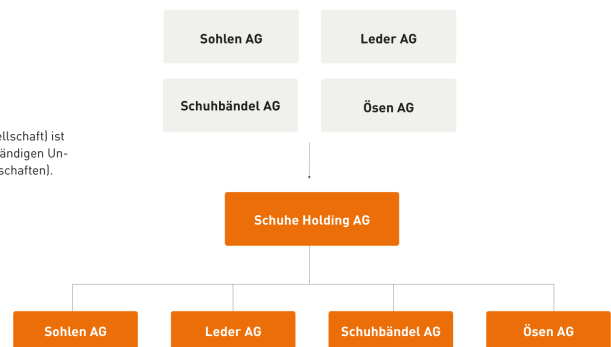 Sohlen AG
Leder AG
Schuhbändel AG
Ösen AG
ellschaft) ist
tändigen Un-
schaften).
Schuhe Holding AG
Sohlen AG
Leder AG
Schuhbändel AG
Ösen AG